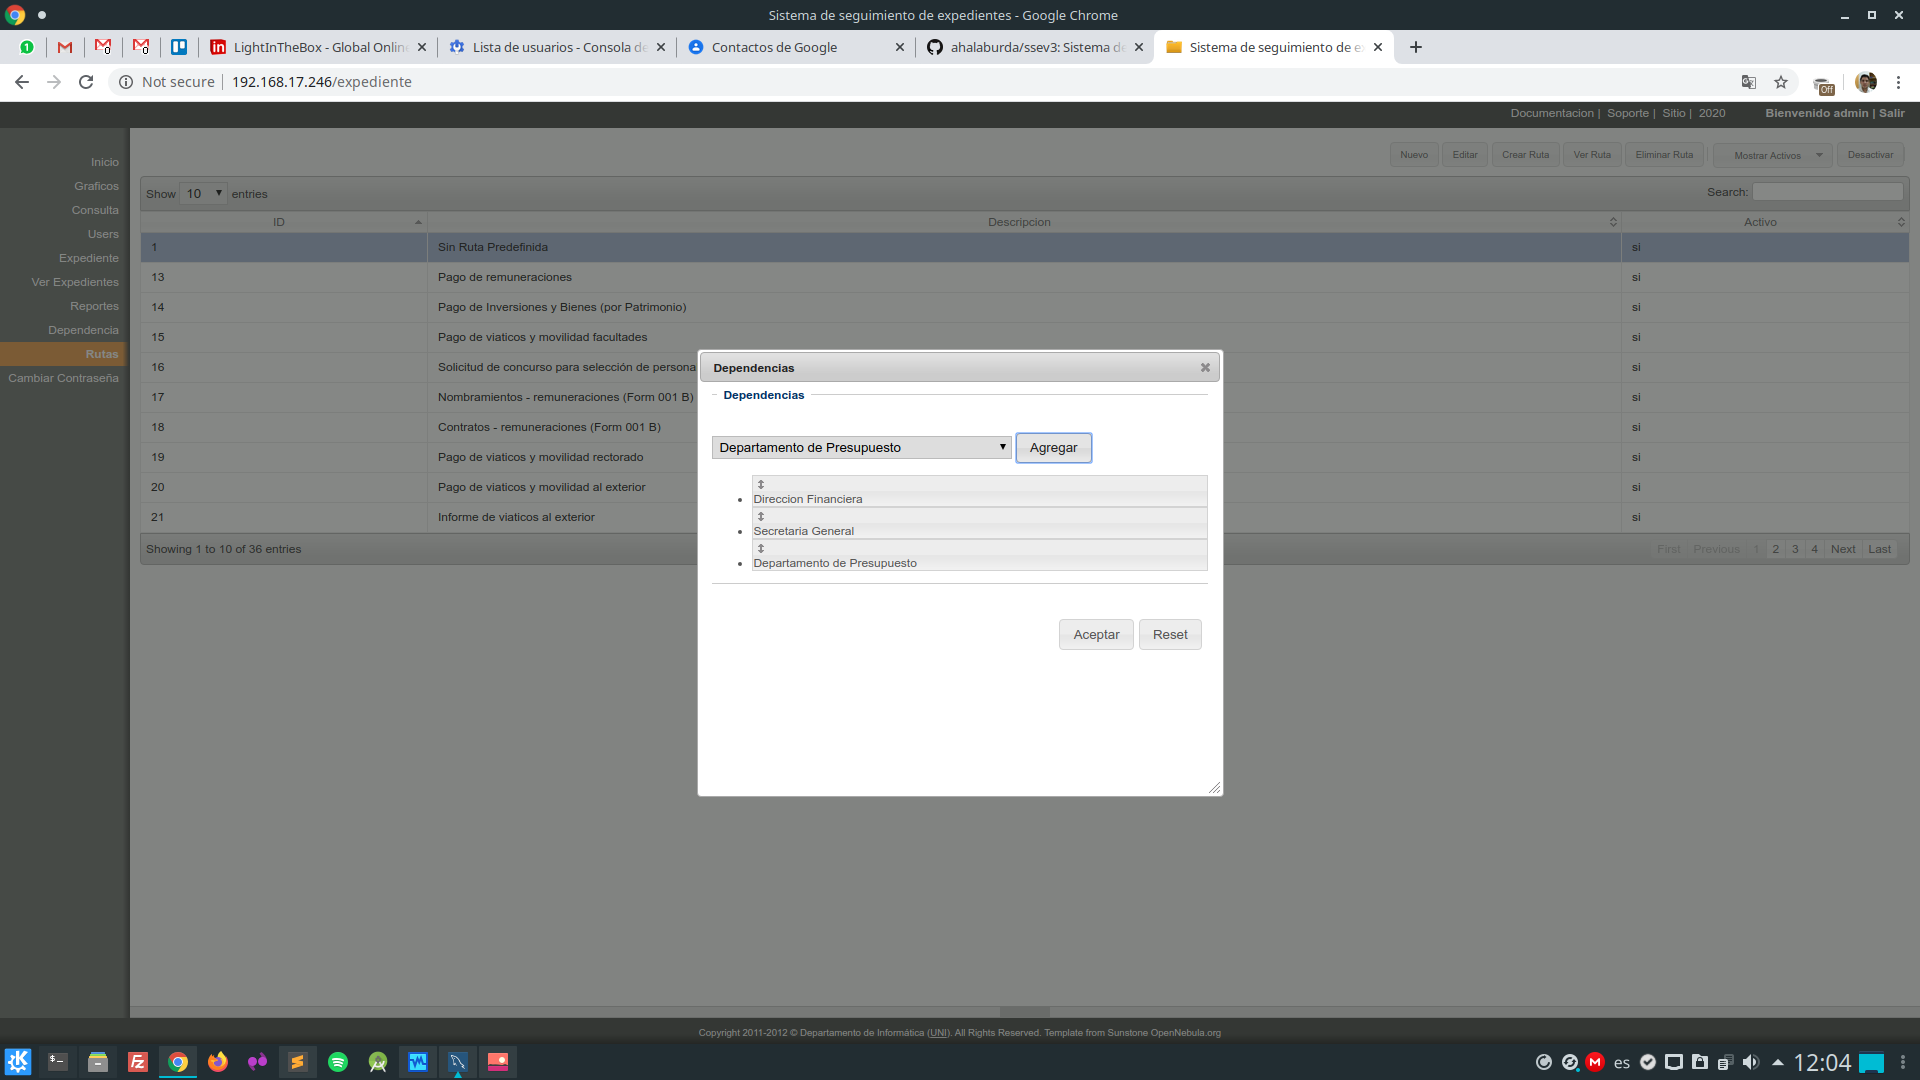 Sistema de seguimiento de expedientes - Google Chrome
LightInTheBox - Global Onlin
Lista de usuarios - Consola de
Contactos de Google
ahalaburda/ssev3: Sistema de
Sistema de seguimiento de e
Not secure
192.168.17.246/expediente
Off
Documentacion | Soporte | Sitio | 2020
Bienvenido admin | Salir
Inicio
Graficos
Consulta
Users
Expediente
Ver Expedientes
Reportes
Dependencia
Rutas
Cambiar Contraseña
Nuevo
Editar
Crear Ruta
Ver Ruta
Eliminar Ruta
Mostrar Activos
Desactivar
Show 10 entries
Search:
ID Descripcion Activo
1 Sin Ruta Predefinida si
13 Pago de remuneraciones si
14 Pago de Inversiones y Bienes (por Patrimonio) si
15 Pago de viaticos y movilidad facultades si
16 Solicitud de concurso para selección de persona si
17 Nombramientos - remuneraciones (Form 001 B) si
18 Contratos - remuneraciones (Form 001 B) si
19 Pago de viaticos y movilidad rectorado si
20 Pago de viaticos y movilidad al exterior si
21 Informe de viaticos al exterior si
Showing 1 to 10 of 36 entries
First Previous 1 2 3 4 Next Last
Dependencias
Dependencias
Departamento de Presupuesto
Agregar
Direccion Financiera
Secretaria General
Departamento de Presupuesto
Aceptar
Reset
Copyright 2011-2012 © Departamento de Informática (UNI). All Rights Reserved. Template from Sunstone OpenNebula.org
es
12:04